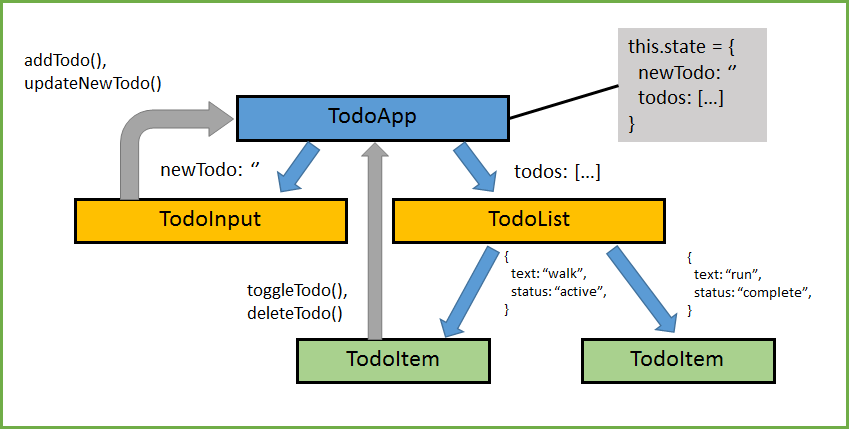 addTodo(),
updateNewTodo()
this.state = {
newTodo: ‘’
todos: […]
}
TodoApp
newTodo: ‘’
todos: […]
TodoInput
TodoList
toggleTodo(),
deleteTodo()
{
text: “walk”,
status: “active”,
}
{
text: “run”,
status: “complete”,
}
TodoItem
TodoItem